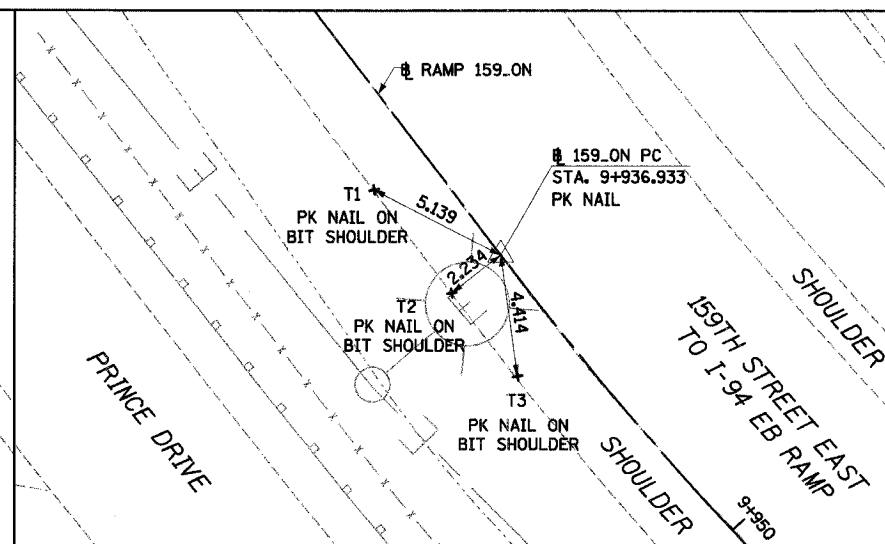 ℄ RAMP 159_ON
℄ 159_ON PC
STA. 9+936.933
PK NAIL
T1
PK NAIL ON
BIT SHOULDER
5.139
2.234
4.414
T2
PK NAIL ON
BIT SHOULDER
T3
PK NAIL ON
BIT SHOULDER
PRINCE DRIVE
SHOULDER
159TH STREET EAST
TO I-94 EB RAMP
SHOULDER
9+950